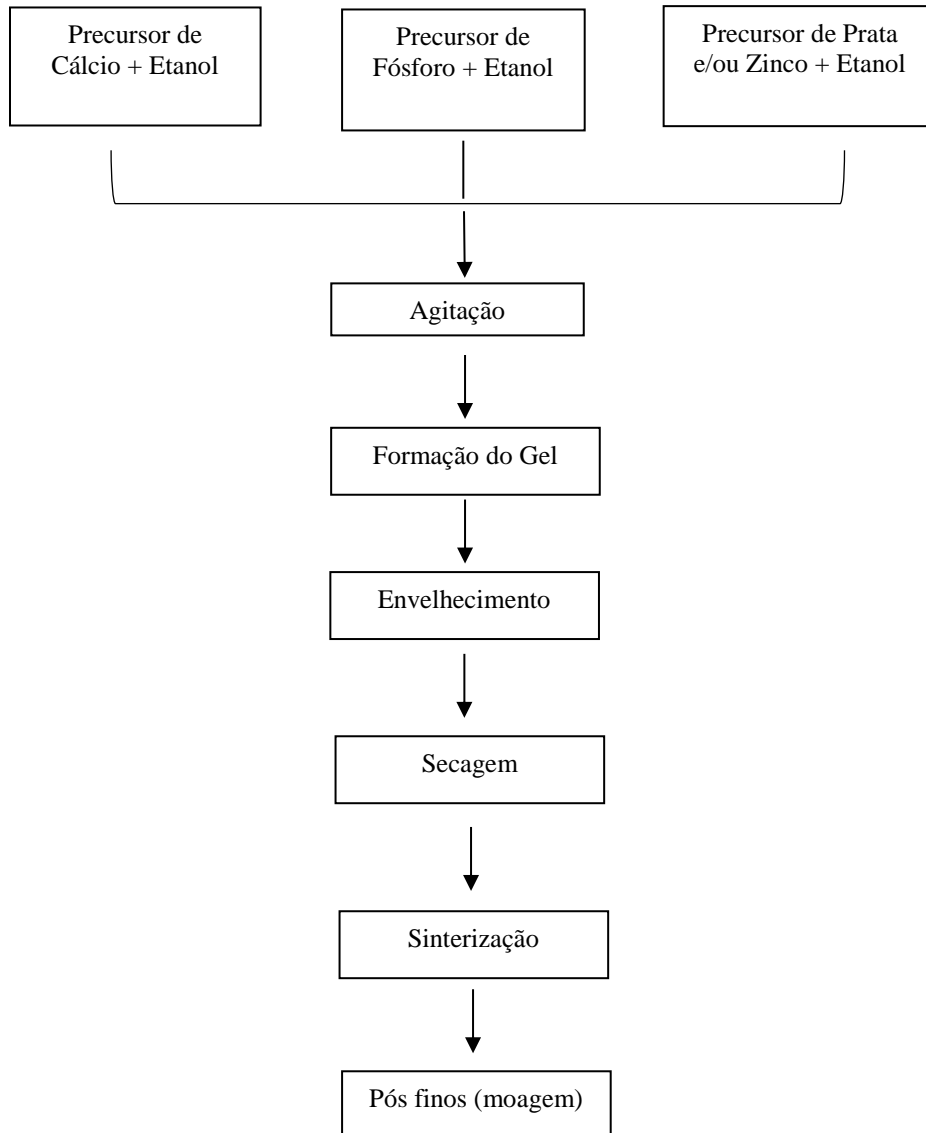 Precursor de
Cálcio + Etanol
Precursor de
Fósforo + Etanol
Precursor de Prata
e/ou Zinco + Etanol
Agitação
Formação do Gel
Envelhecimento
Secagem
Sinterização
Pós finos (moagem)